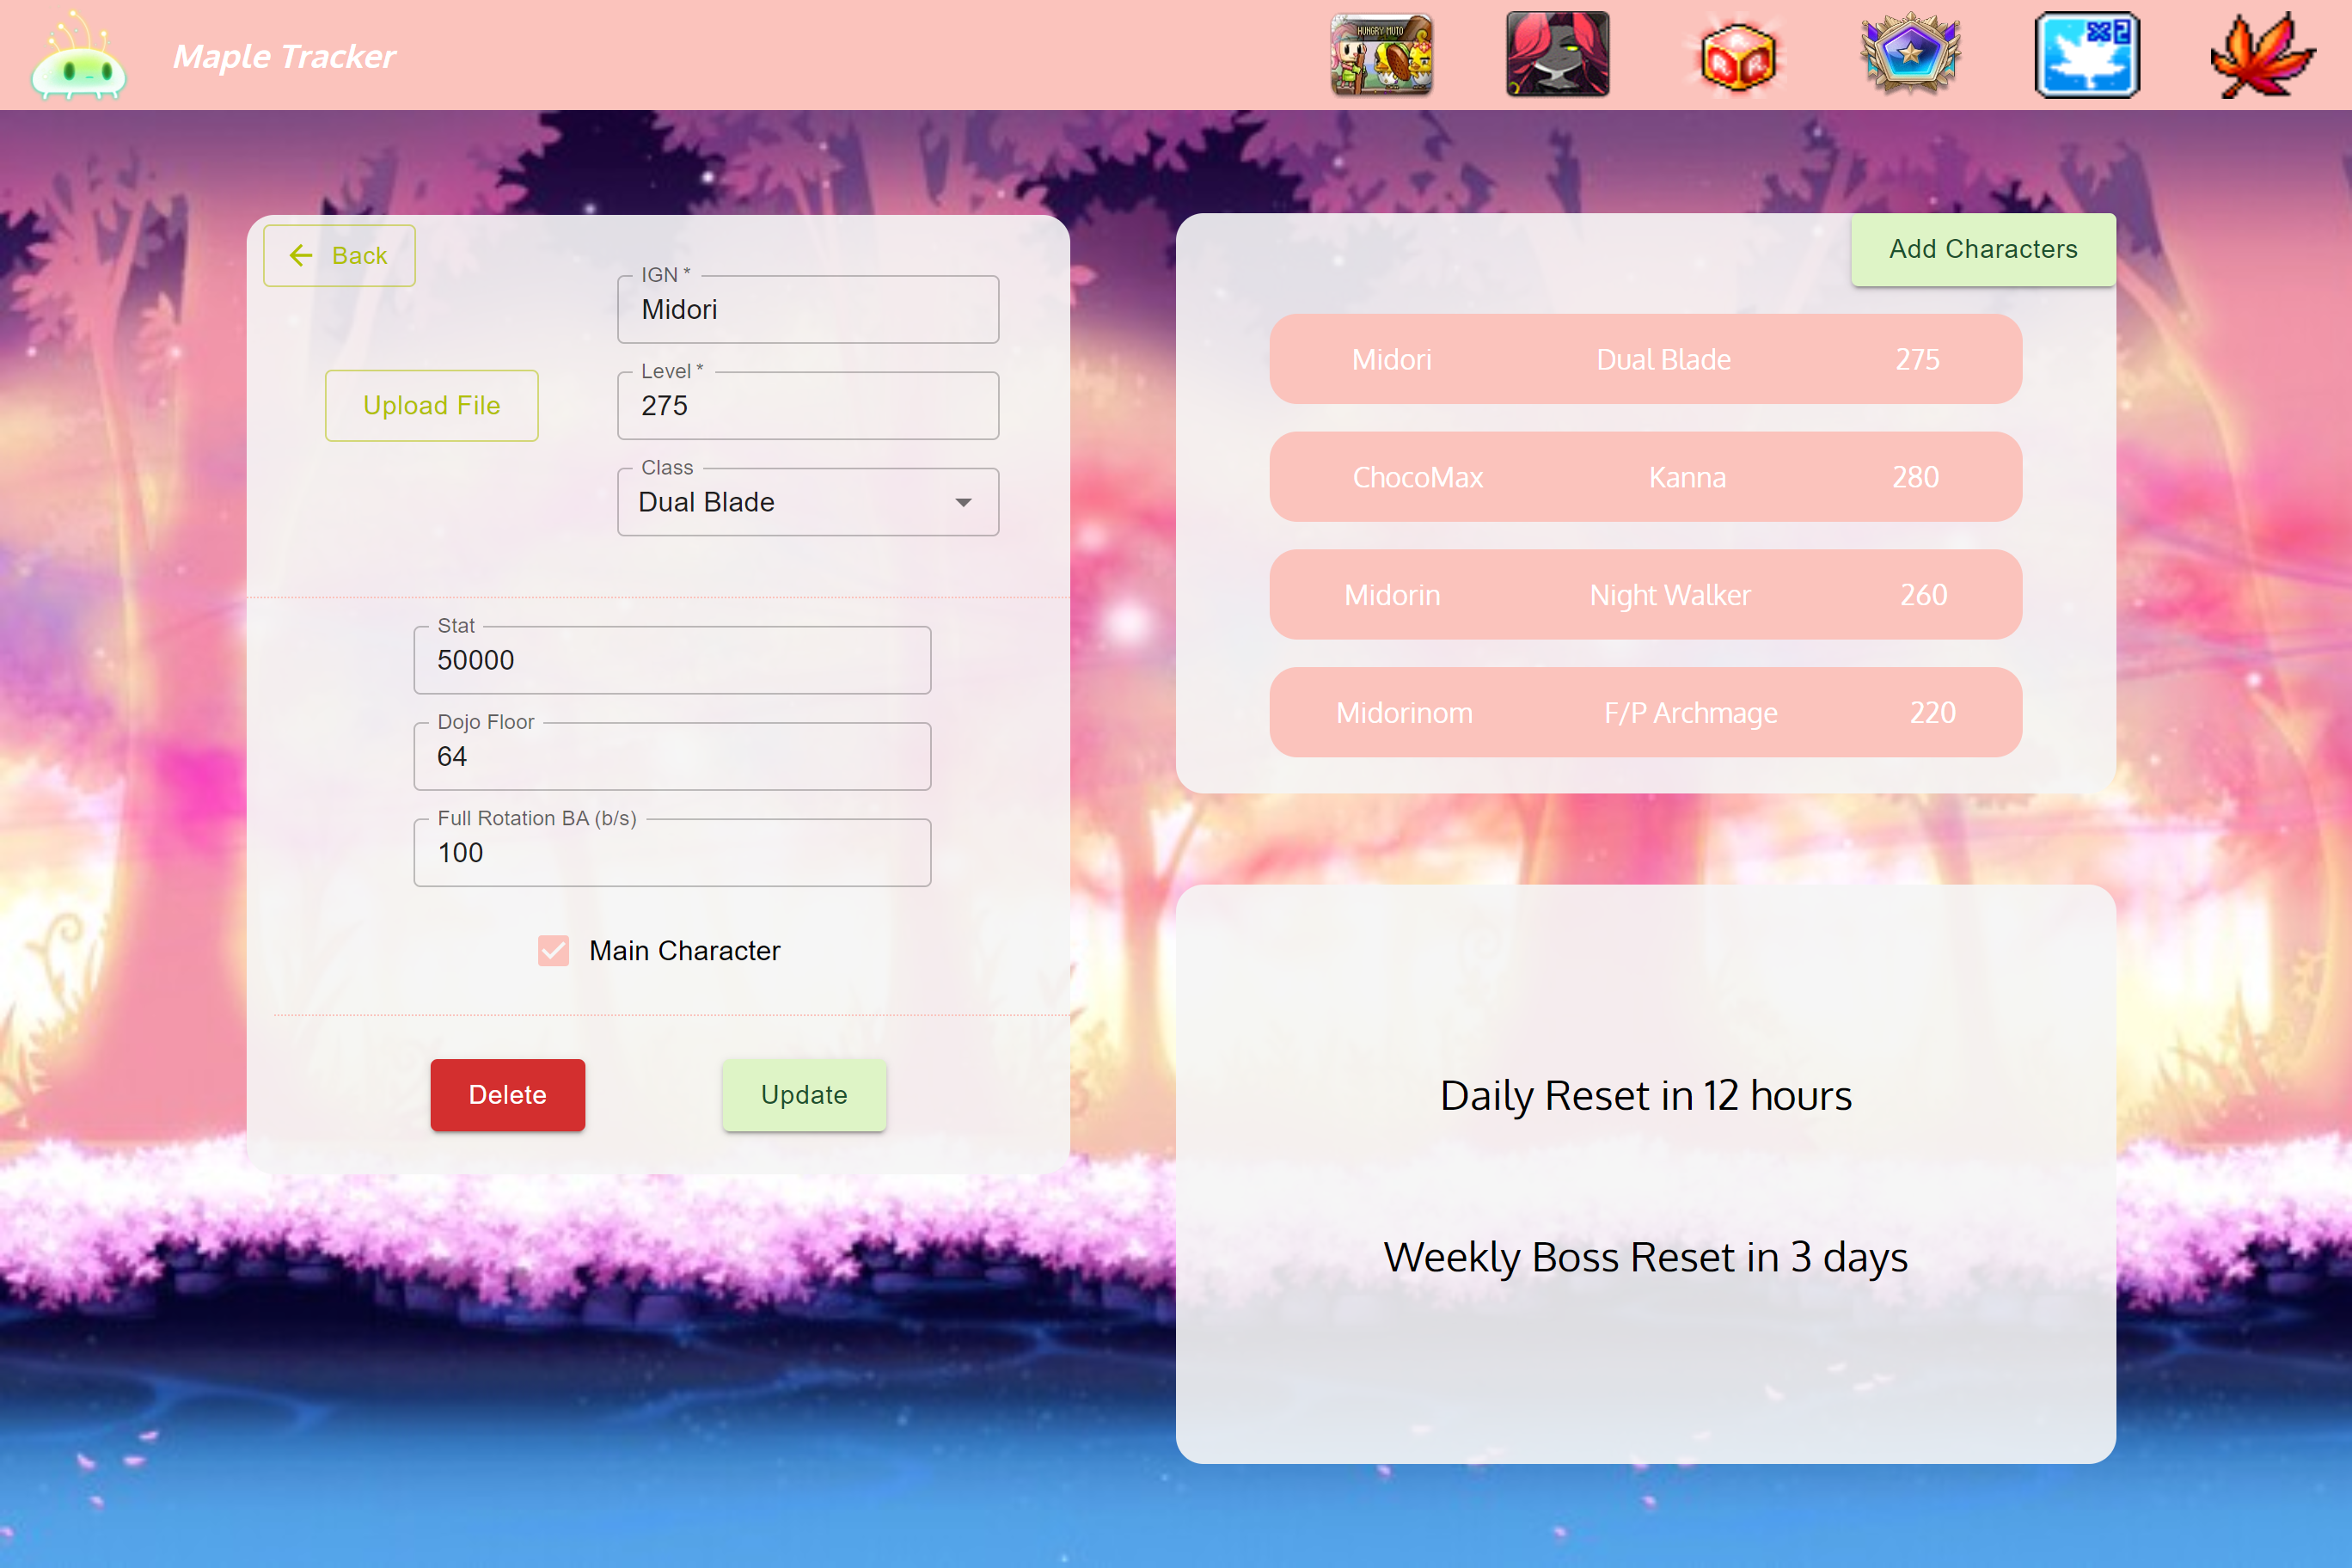 Maple Tracker
HUNGRY MUTO
Back
IGN *
Midori
Upload File
Level *
275
Class
Dual Blade
Stat
50000
Dojo Floor
64
Full Rotation BA (b/s)
100
Main Character
Delete
Update
Add Characters
Midori Dual Blade 275
ChocoMax Kanna 280
Midorin Night Walker 260
Midorinom F/P Archmage 220
Daily Reset in 12 hours
Weekly Boss Reset in 3 days